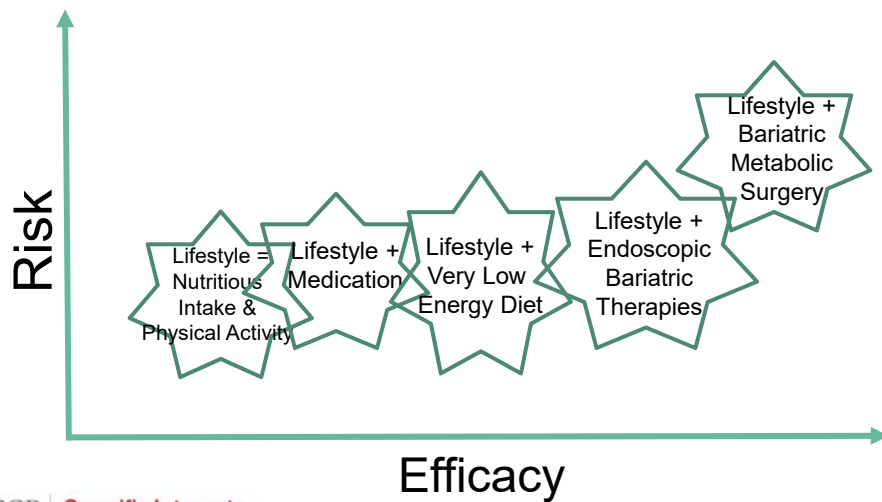 Risk
Lifestyle =
Nutritious
Intake &
Physical Activity
Lifestyle +
Medication
Lifestyle +
Very Low
Energy Diet
Lifestyle +
Endoscopic
Bariatric
Therapies
Lifestyle +
Bariatric
Metabolic
Surgery
Efficacy